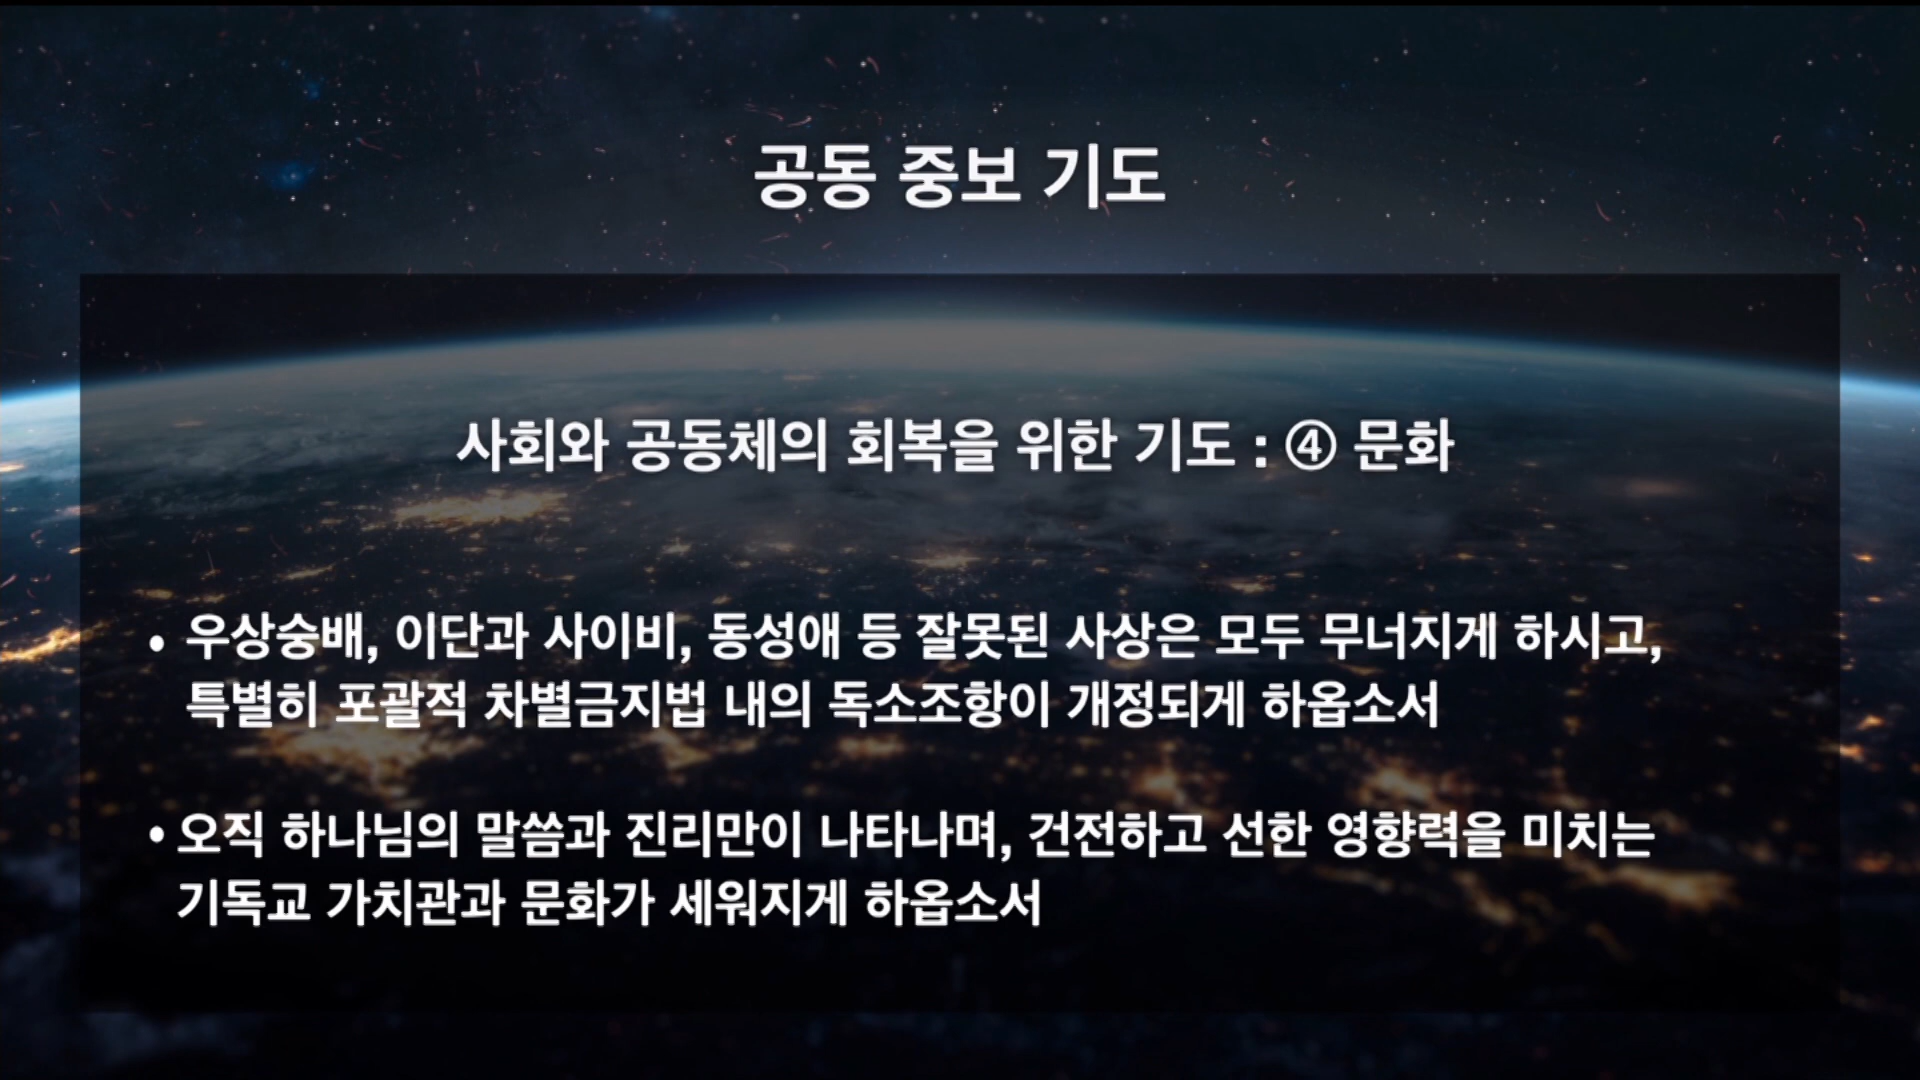 공동 중보 기도
사회와 공동체의 회복을 위한 기도 : ④ 문화
• 우상숭배, 이단과 사이비, 동성애 등 잘못된 사상은 모두 무너지게 하시고,
특별히 포괄적 차별금지법 내의 독소조항이 개정되게 하옵소서
• 오직 하나님의 말씀과 진리만이 나타나며, 건전하고 선한 영향력을 미치는
기독교 가치관과 문화가 세워지게 하옵소서